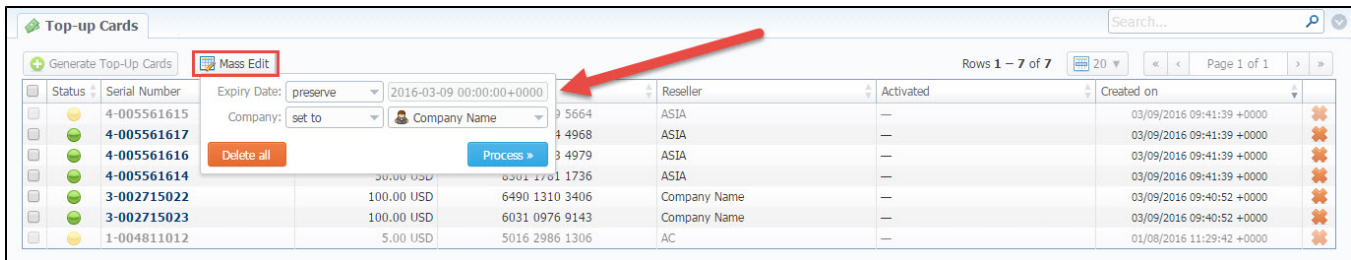 Top-up Cards Search...
Generate Top-Up Cards Mass Edit Rows 1 – 7 of 7 20 « < Page 1 of 1 > »
Status Serial Number Reseller Activated Created on
Expiry Date: preserve 2016-03-09 00:00:00+0000
4-005561615 5664 ASIA — 03/09/2016 09:41:39 +0000
Company: set to Company Name
4-005561617 4968 ASIA — 03/09/2016 09:41:39 +0000
4-005561616 4979 ASIA — 03/09/2016 09:41:39 +0000
Delete all Process »
4-005561614 50.00 USD 8301 1781 1736 ASIA — 03/09/2016 09:41:39 +0000
3-002715022 100.00 USD 6490 1310 3406 Company Name — 03/09/2016 09:40:52 +0000
3-002715023 100.00 USD 6031 0976 9143 Company Name — 03/09/2016 09:40:52 +0000
1-004811012 5.00 USD 5016 2986 1306 AC — 01/08/2016 11:29:42 +0000